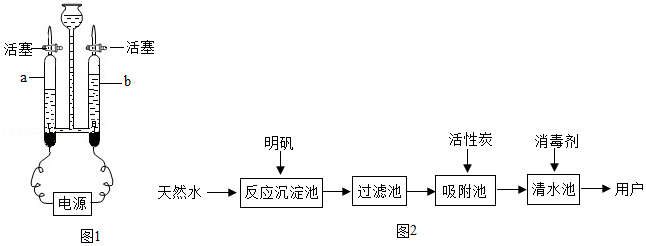 活塞 活塞
a b
电源
图1
明矾 活性炭 消毒剂
天然水 反应沉淀池 过滤池 吸附池 清水池 用户
图2